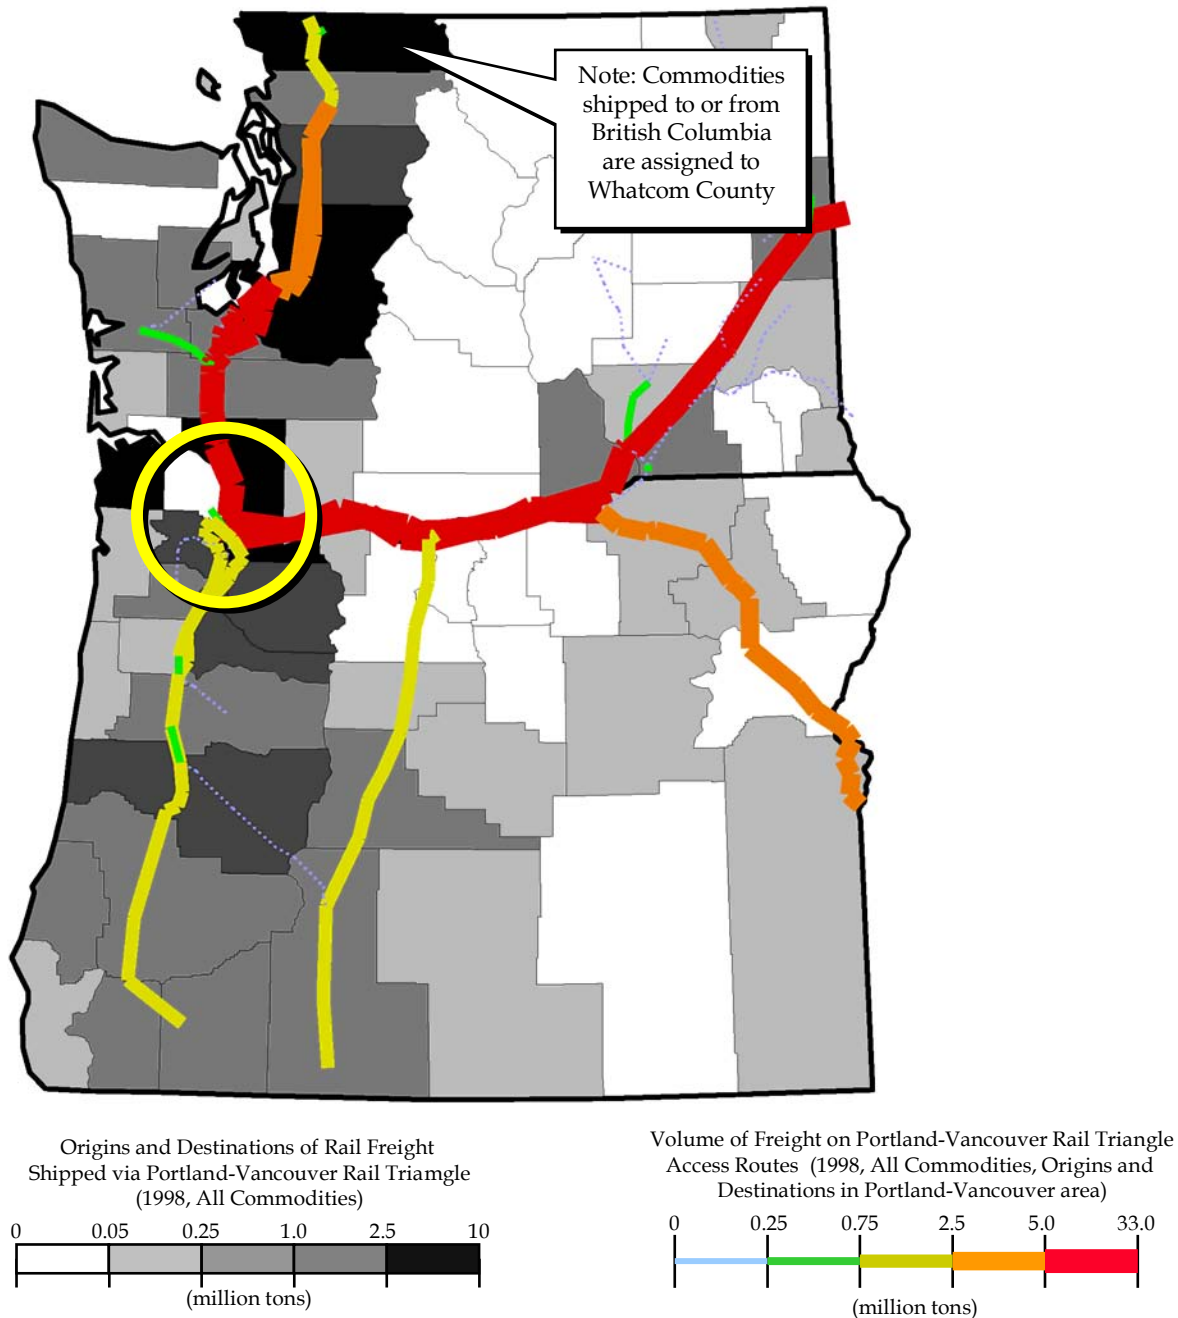 Note: Commodities
shipped to or from
British Columbia
are assigned to
Whatcom County
Origins and Destinations of Rail Freight
Shipped via Portland-Vancouver Rail Triamgle
(1998, All Commodities)
0 0.05 0.25 1.0 2.5 10
(million tons)
Volume of Freight on Portland-Vancouver Rail Triangle
Access Routes (1998, All Commodities, Origins and
Destinations in Portland-Vancouver area)
0 0.25 0.75 2.5 5.0 33.0
(million tons)